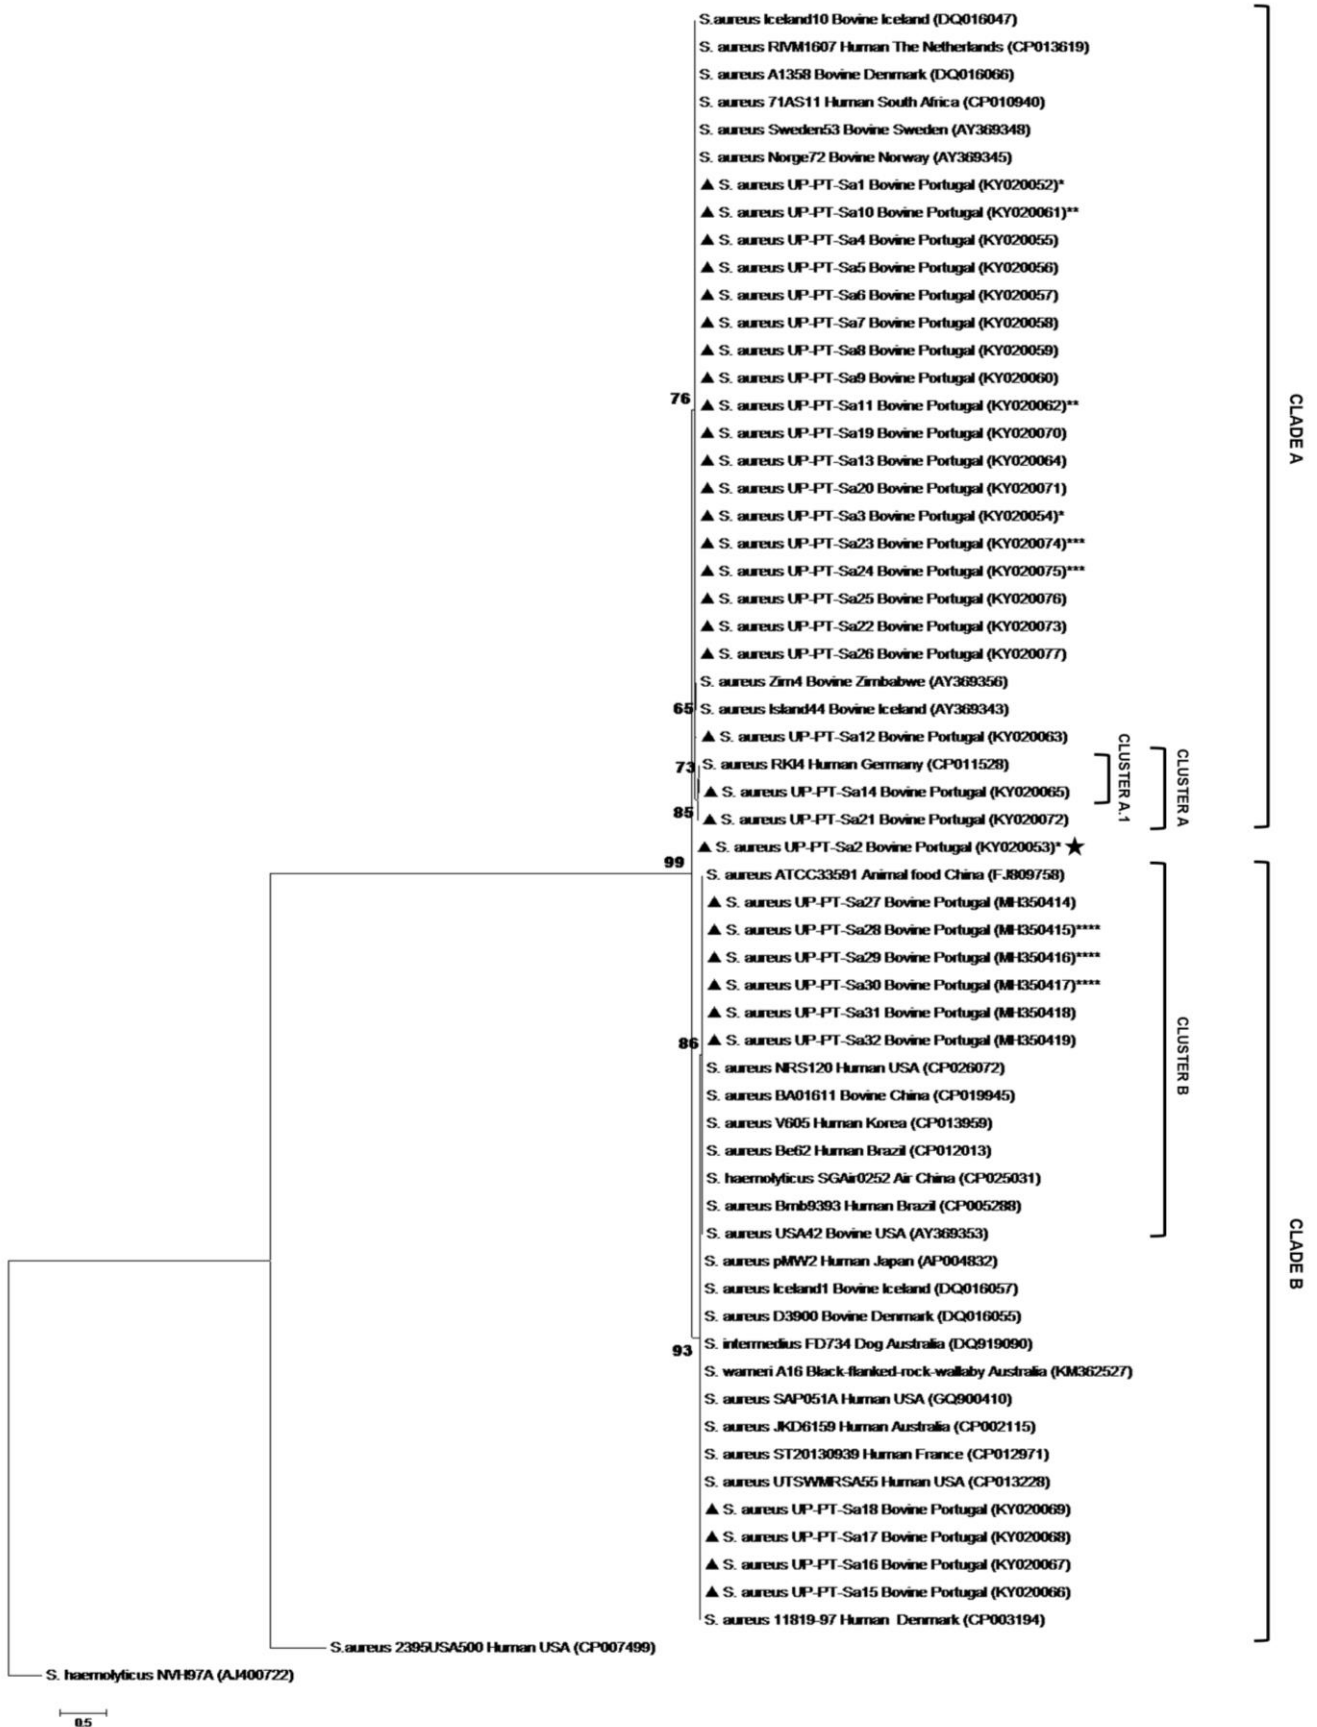 S.aureus Iceland10 Bovine Iceland (DQ016047)
S. aureus RIVM1607 Human The Netherlands (CP013619)
S. aureus A1358 Bovine Denmark (DQ016066)
S. aureus 71AS11 Human South Africa (CP010940)
S. aureus Sweden53 Bovine Sweden (AY369348)
S. aureus Norge72 Bovine Norway (AY369345)
▲ S. aureus UP-PT-Sa1 Bovine Portugal (KY020052)*
▲ S. aureus UP-PT-Sa10 Bovine Portugal (KY020061)**
▲ S. aureus UP-PT-Sa4 Bovine Portugal (KY020055)
▲ S. aureus UP-PT-Sa5 Bovine Portugal (KY020056)
▲ S. aureus UP-PT-Sa6 Bovine Portugal (KY020057)
▲ S. aureus UP-PT-Sa7 Bovine Portugal (KY020058)
▲ S. aureus UP-PT-Sa8 Bovine Portugal (KY020059)
▲ S. aureus UP-PT-Sa9 Bovine Portugal (KY020060)
76
▲ S. aureus UP-PT-Sa11 Bovine Portugal (KY020062)**
CLADE A
▲ S. aureus UP-PT-Sa19 Bovine Portugal (KY020070)
▲ S. aureus UP-PT-Sa13 Bovine Portugal (KY020064)
▲ S. aureus UP-PT-Sa20 Bovine Portugal (KY020071)
▲ S. aureus UP-PT-Sa3 Bovine Portugal (KY020054)*
▲ S. aureus UP-PT-Sa23 Bovine Portugal (KY020074)***
▲ S. aureus UP-PT-Sa24 Bovine Portugal (KY020075)***
▲ S. aureus UP-PT-Sa25 Bovine Portugal (KY020076)
▲ S. aureus UP-PT-Sa22 Bovine Portugal (KY020073)
▲ S. aureus UP-PT-Sa26 Bovine Portugal (KY020077)
S. aureus Zim4 Bovine Zimbabwe (AY369356)
65
S. aureus Island44 Bovine Iceland (AY369343)
▲ S. aureus UP-PT-Sa12 Bovine Portugal (KY020063)
73
S. aureus RKI4 Human Germany (CP011528)
CLUSTER A.1
CLUSTER A
▲ S. aureus UP-PT-Sa14 Bovine Portugal (KY020065)
85
▲ S. aureus UP-PT-Sa21 Bovine Portugal (KY020072)
▲ S. aureus UP-PT-Sa2 Bovine Portugal (KY020053)* ★
99
S. aureus ATCC33591 Animal food China (FJ809758)
▲ S. aureus UP-PT-Sa27 Bovine Portugal (MH350414)
▲ S. aureus UP-PT-Sa28 Bovine Portugal (MH350415)****
▲ S. aureus UP-PT-Sa29 Bovine Portugal (MH350416)****
▲ S. aureus UP-PT-Sa30 Bovine Portugal (MH350417)****
▲ S. aureus UP-PT-Sa31 Bovine Portugal (MH350418)
86
▲ S. aureus UP-PT-Sa32 Bovine Portugal (MH350419)
CLUSTER B
S. aureus NRS120 Human USA (CP026072)
S. aureus BA01611 Bovine China (CP019945)
S. aureus V605 Human Korea (CP013959)
S. aureus Be62 Human Brazil (CP012013)
S. haemolyticus SGAir0252 Air China (CP025031)
S. aureus Bmb9393 Human Brazil (CP005288)
S. aureus USA42 Bovine USA (AY369353)
CLADE B
S. aureus pMW2 Human Japan (AP004832)
S. aureus Iceland1 Bovine Iceland (DQ016057)
S. aureus D3900 Bovine Denmark (DQ016055)
S. intermedius FD734 Dog Australia (DQ919090)
93
S. warneri A16 Black-flanked-rock-wallaby Australia (KM362527)
S. aureus SAP051A Human USA (GQ900410)
S. aureus JKD6159 Human Australia (CP002115)
S. aureus ST20130939 Human France (CP012971)
S. aureus UTSWMRSA55 Human USA (CP013228)
▲ S. aureus UP-PT-Sa18 Bovine Portugal (KY020069)
▲ S. aureus UP-PT-Sa17 Bovine Portugal (KY020068)
▲ S. aureus UP-PT-Sa16 Bovine Portugal (KY020067)
▲ S. aureus UP-PT-Sa15 Bovine Portugal (KY020066)
S. aureus 11819-97 Human Denmark (CP003194)
S.aureus 2395USA500 Human USA (CP007499)
S. haemolyticus NVH97A (AJ400722)
0.5